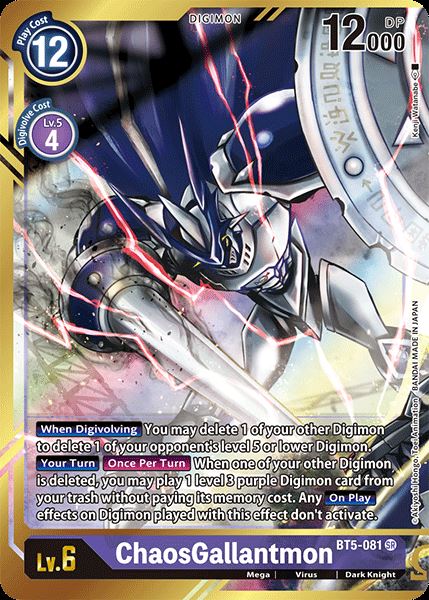 Play Cost
12
DIGIMON
DP
12000
Digivolve Cost
Lv.5
4
Kenji Watanabe
©Akiyoshi Hongo, Toei Animation BANDAI MADE IN JAPAN
When Digivolving You may delete 1 of your other Digimon
to delete 1 of your opponent's level 5 or lower Digimon.
Your Turn Once Per Turn When one of your other Digimon
is deleted, you may play 1 level 3 purple Digimon card from
your trash without paying its memory cost. Any On Play
effects on Digimon played with this effect don't activate.
Lv.6
ChaosGallantmon
BT5-081 SR
Mega | Virus | Dark Knight